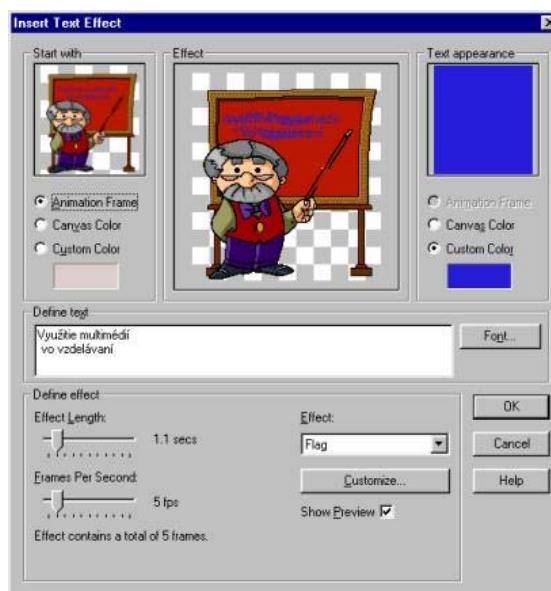 Insert Text Effect
Start with
Effect
Text appearance
Animation Frame
Canvas Color
Custom Color
Animation Frame
Canvas Color
Custom Color
Define text
Využitie multimédií
vo vzdelávaní
Font...
Define effect
Effect Length:
1.1 secs
Frames Per Second:
5 fps
Effect contains a total of 5 frames.
Effect:
Flag
Customize...
Show Preview
OK
Cancel
Help